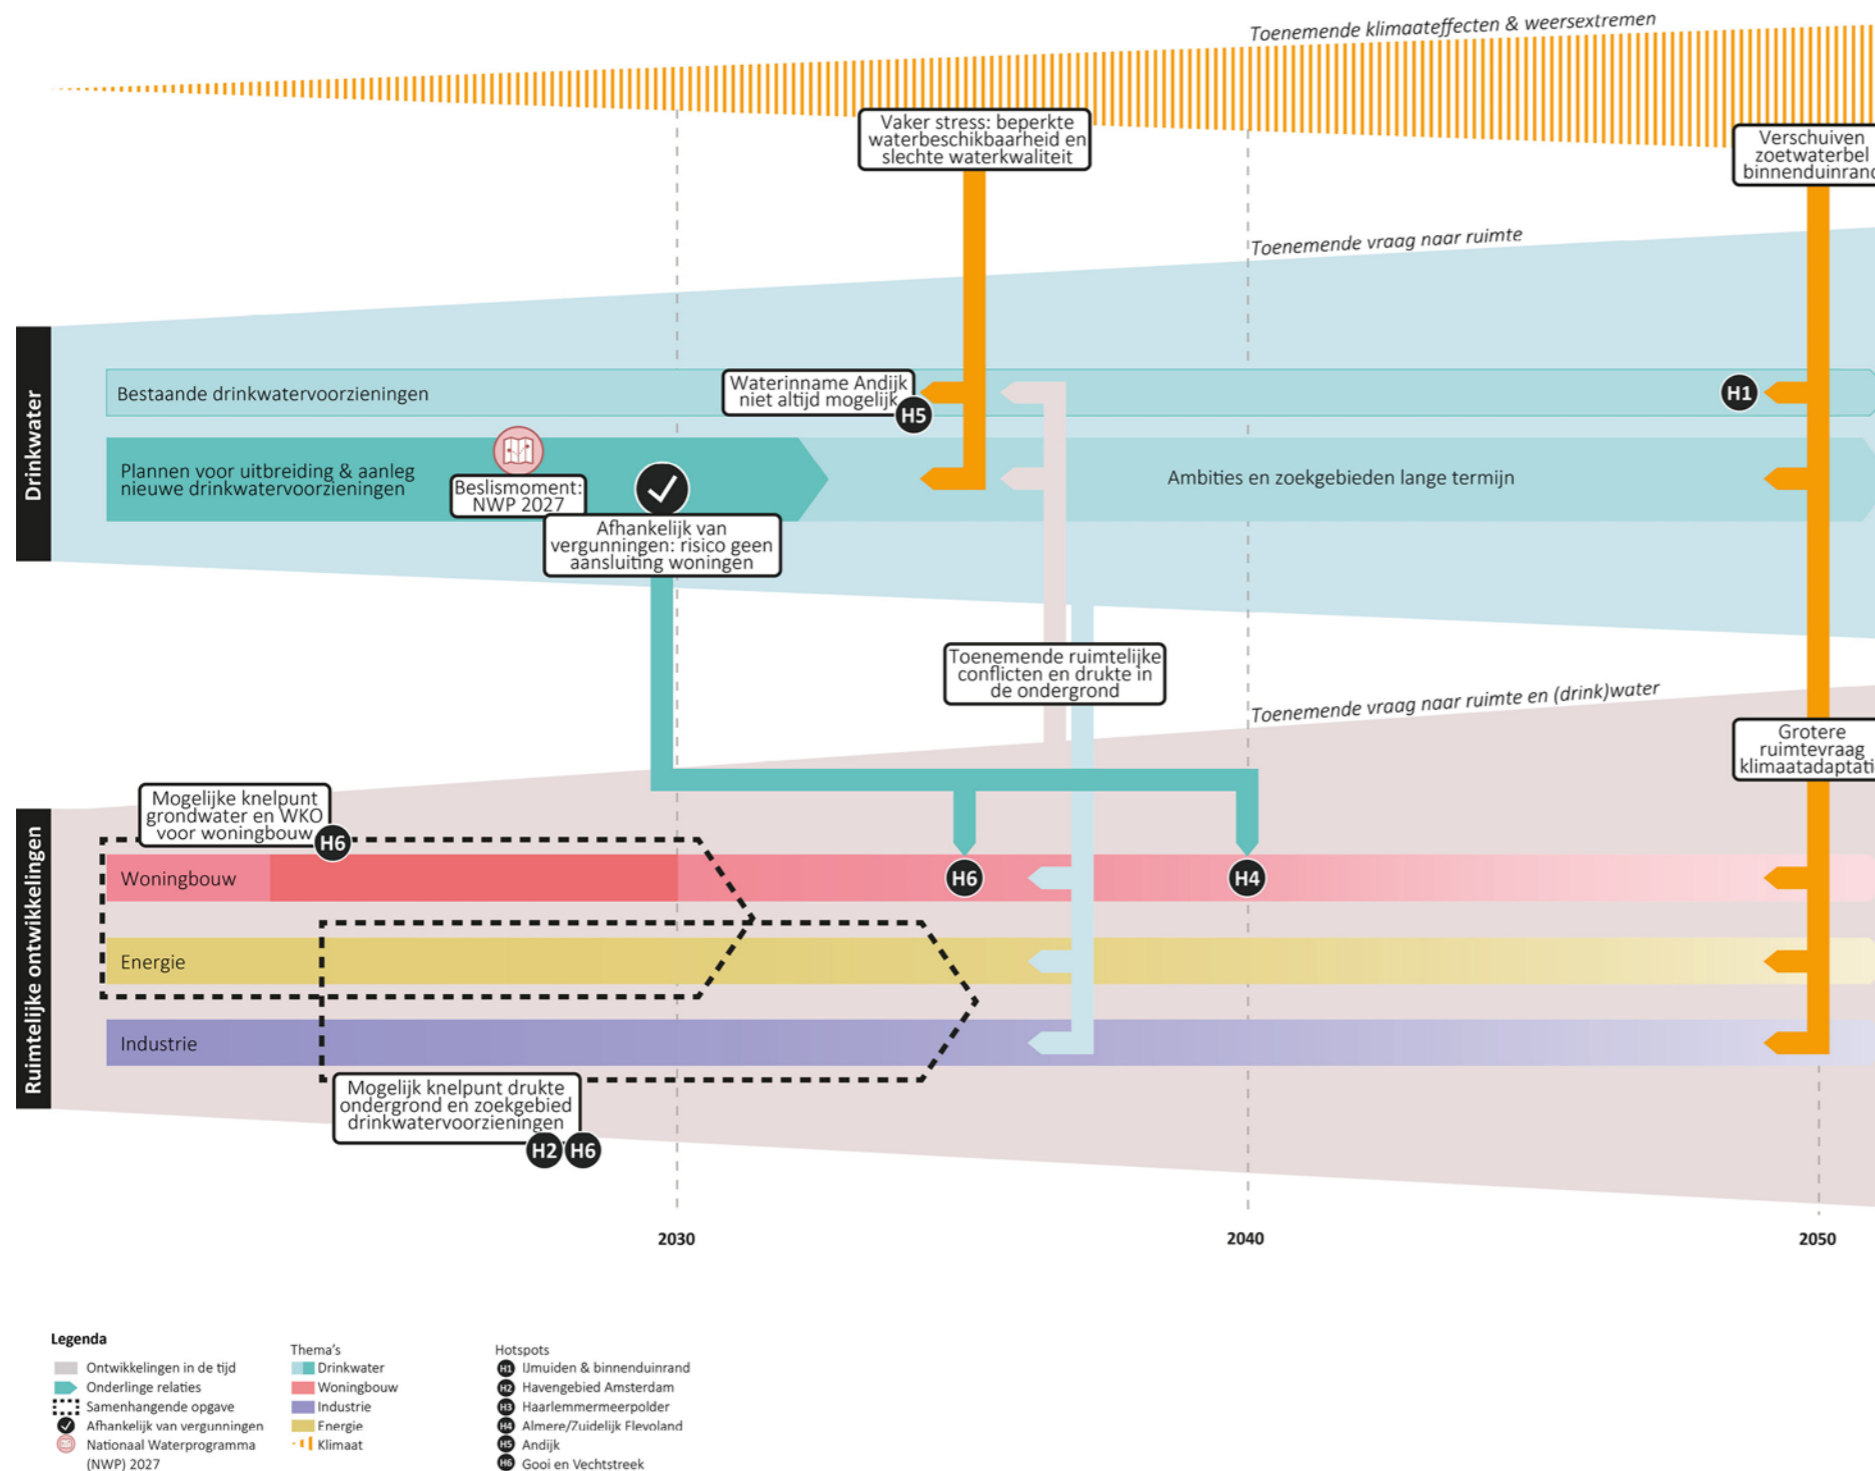 Toenemende klimaateffecten & weersextremen
Vaker stress: beperkte
waterbeschikbaarheid en
slechte waterkwaliteit
Verschuiven
zoetwaterbel
binnenduinrand
Toenemende vraag naar ruimte
Drinkwater
Bestaande drinkwatervoorzieningen
Waterinname Andijk
niet altijd mogelijk
H5
H1
Plannen voor uitbreiding & aanleg
nieuwe drinkwatervoorzieningen
Beslismoment:
NWP 2027
Ambities en zoekgebieden lange termijn
Afhankelijk van
vergunningen: risico geen
aansluiting woningen
Toenemende ruimtelijke
conflicten en drukte in
de ondergrond
Toenemende vraag naar ruimte en (drink)water
Grotere
ruimtevraag
klimaatadaptati
Ruimtelijke ontwikkelingen
Mogelijke knelpunt
grondwater en WKO
voor woningbouw
H6
Woningbouw
H6
H4
Energie
Industrie
Mogelijk knelpunt drukte
ondergrond en zoekgebied
drinkwatervoorzieningen
H2 H6
2030
2040
2050
Legenda
Ontwikkelingen in de tijd
Onderlinge relaties
Samenhangende opgave
Afhankelijk van vergunningen
Nationaal Waterprogramma
(NWP) 2027
Thema's
Drinkwater
Woningbouw
Industrie
Energie
Klimaat
Hotspots
H1 IJmuiden & binnenduinrand
H2 Havengebied Amsterdam
H3 Haarlemmermeerpolder
H4 Almere/Zuidelijk Flevoland
H5 Andijk
H6 Gooi en Vechtstreek